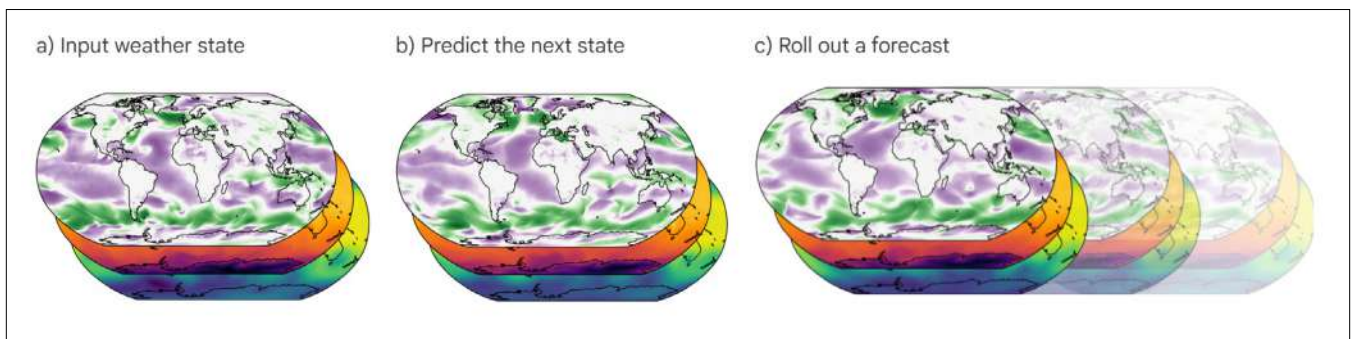 a) Input weather state
b) Predict the next state
c) Roll out a forecast